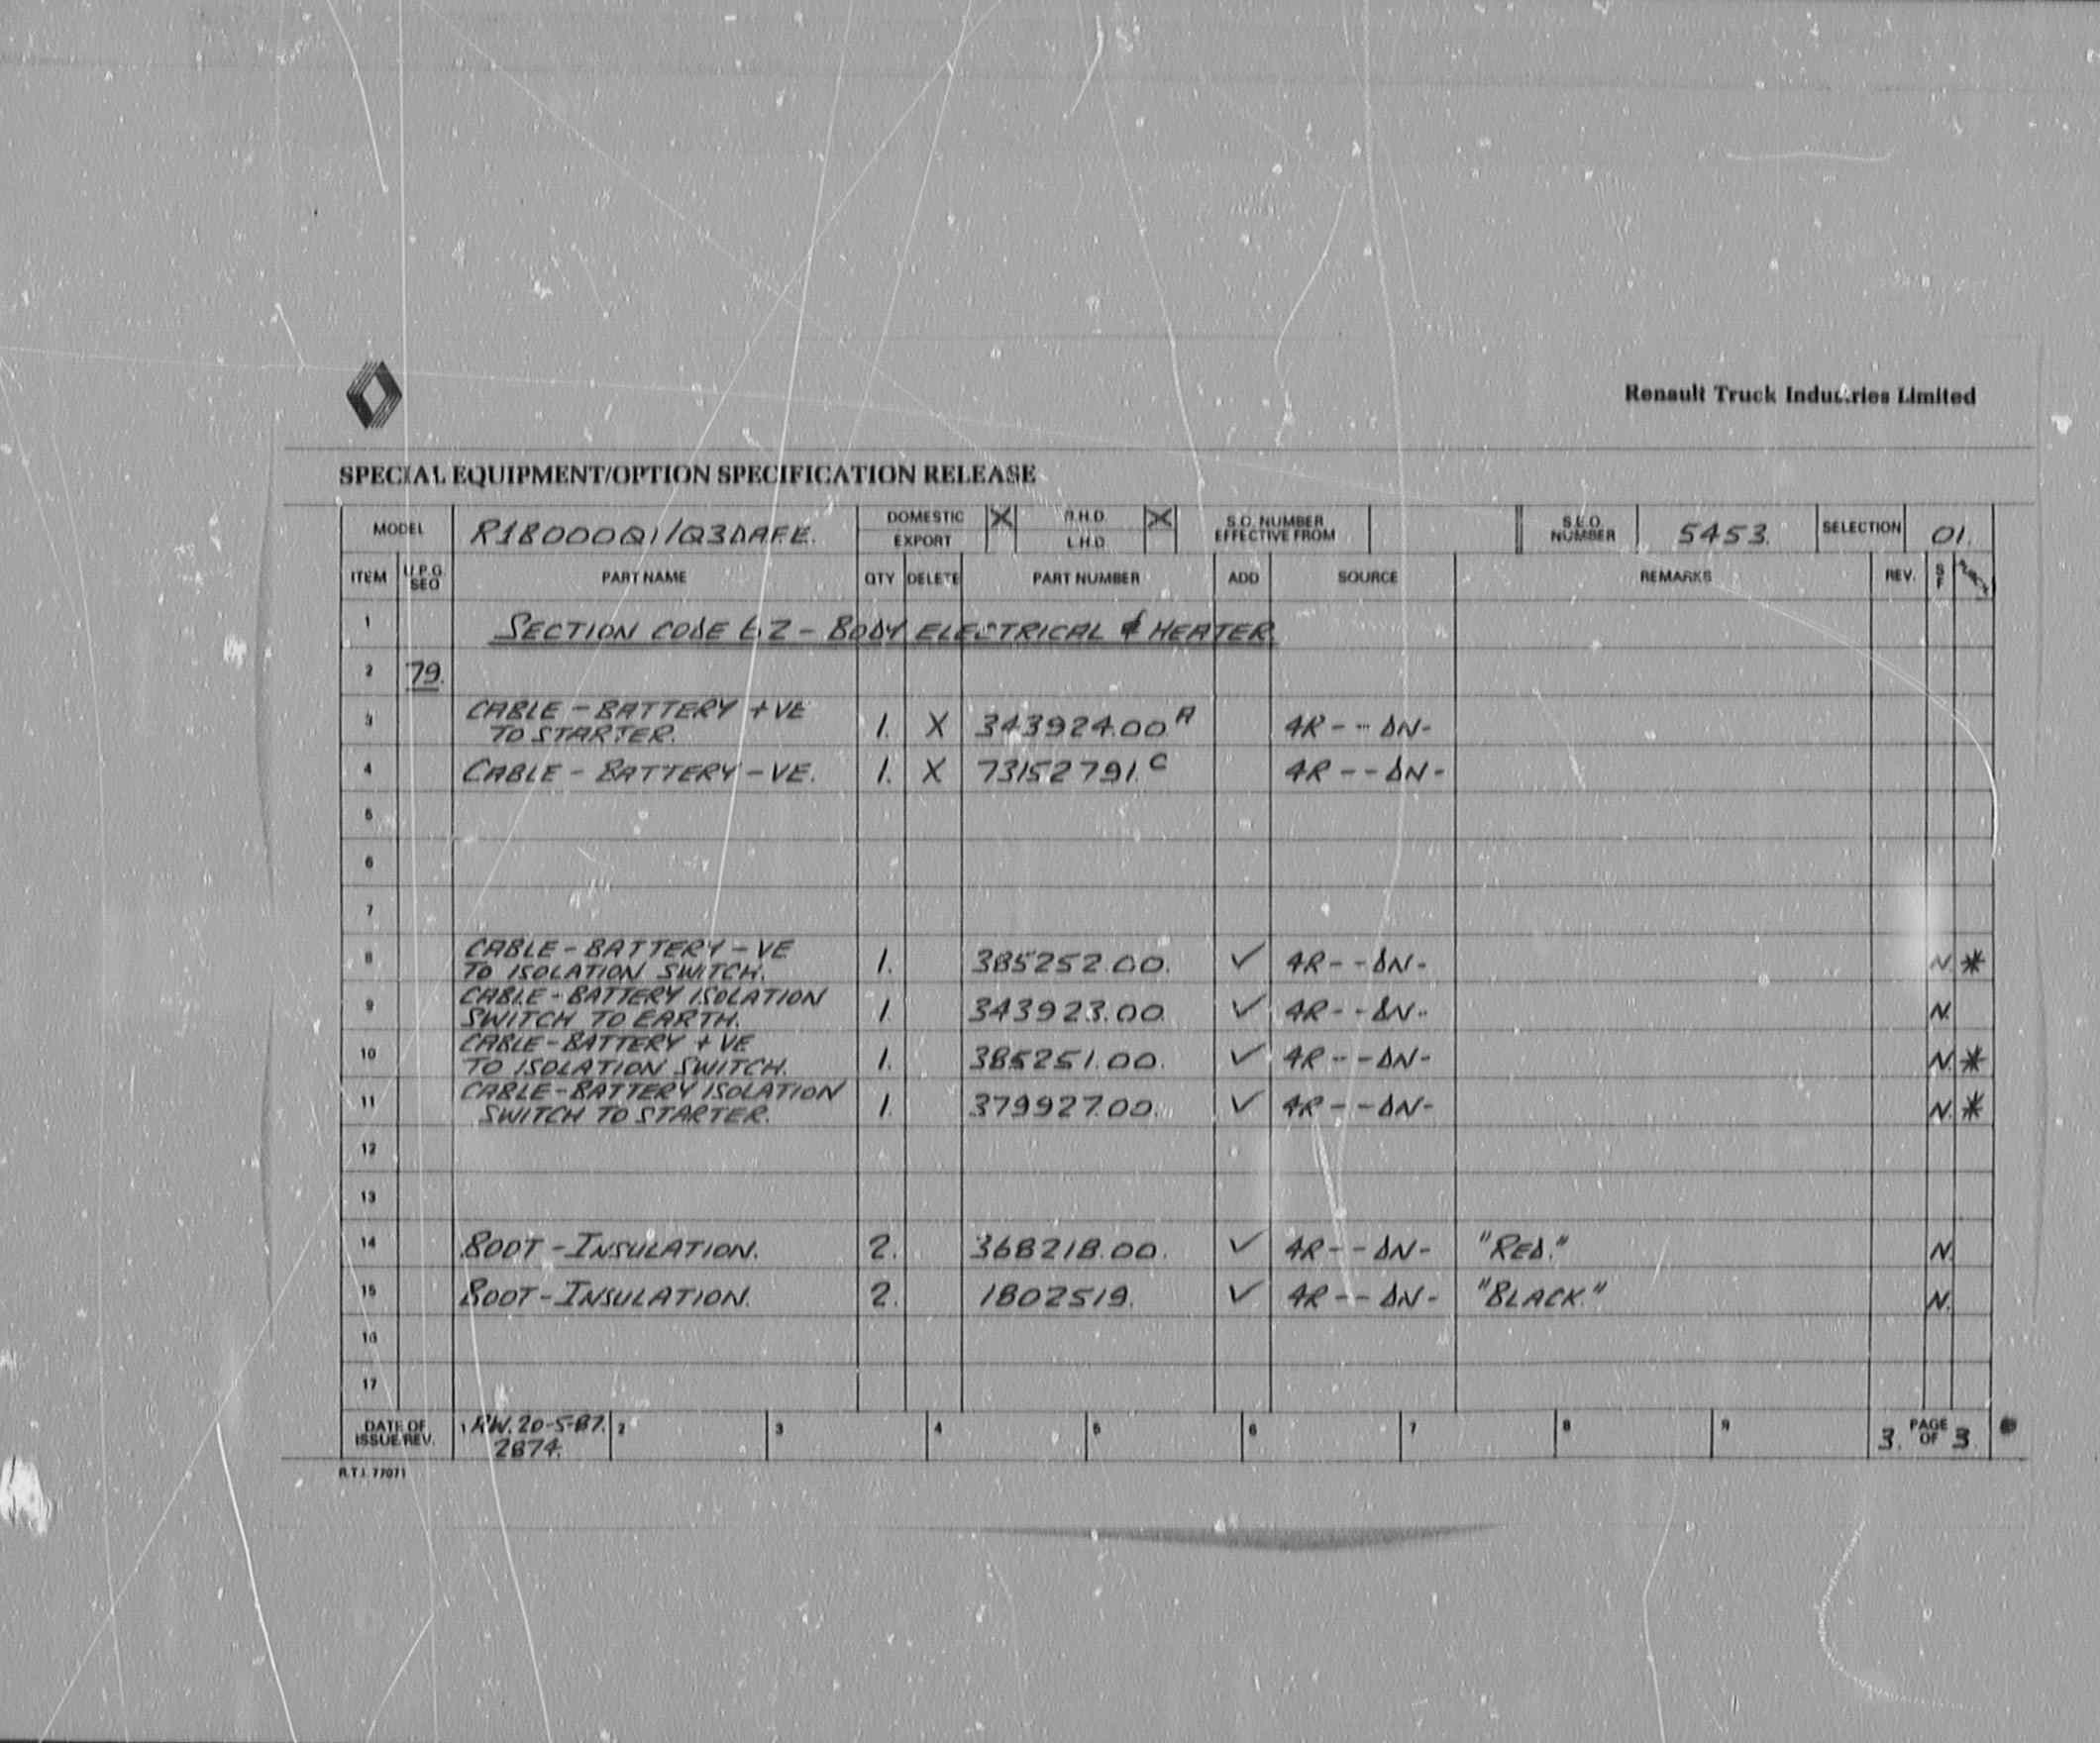 Renault Truck Industries Limited
SPECIAL EQUIPMENT/OPTION SPECIFICATION RELEASE
MODEL R18000Q1/Q3DAFE. DOMESTIC X R.H.D. X S.O. NUMBER S.E.O. 5453. SELECTION 01.
EXPORT L.H.D. EFFECTIVE FROM NUMBER
ITEM U.P.G. SEQ PART NAME QTY DELETE PART NUMBER ADD SOURCE REMARKS REV. S F
1 SECTION CODE 62 - BODY ELECTRICAL & HEATER
2 79.
3 CABLE - BATTERY +VE
TO STARTER. 1. X 343924.00 A 4R - - DN -
4 CABLE - BATTERY - VE. 1. X 73152791. C 4R - - DN -
5
6
7
8 CABLE - BATTERY - VE
TO ISOLATION SWITCH. 1. 385252.00. ✓ 4R - - DN - N. *
9 CABLE - BATTERY ISOLATION
SWITCH TO EARTH. 1. 343923.00. ✓ 4R - - DN - N.
10 CABLE - BATTERY + VE
TO ISOLATION SWITCH. 1. 385251.00. ✓ 4R - - DN - N. *
11 CABLE - BATTERY ISOLATION
SWITCH TO STARTER. 1. 379927.00. ✓ 4R - - DN - N. *
12
13
14 BOOT - INSULATION. 2. 368218.00. ✓ 4R - - DN - "RED." N.
15 BOOT - INSULATION. 2. 1802519. ✓ 4R - - DN - "BLACK." N.
16
17
DATE OF 1 RW. 20-5-87. 2 3 4 5 6 7 8 9 3. PAGE OF 3.
ISSUE/REV. 2874.
R.T.I. 77071